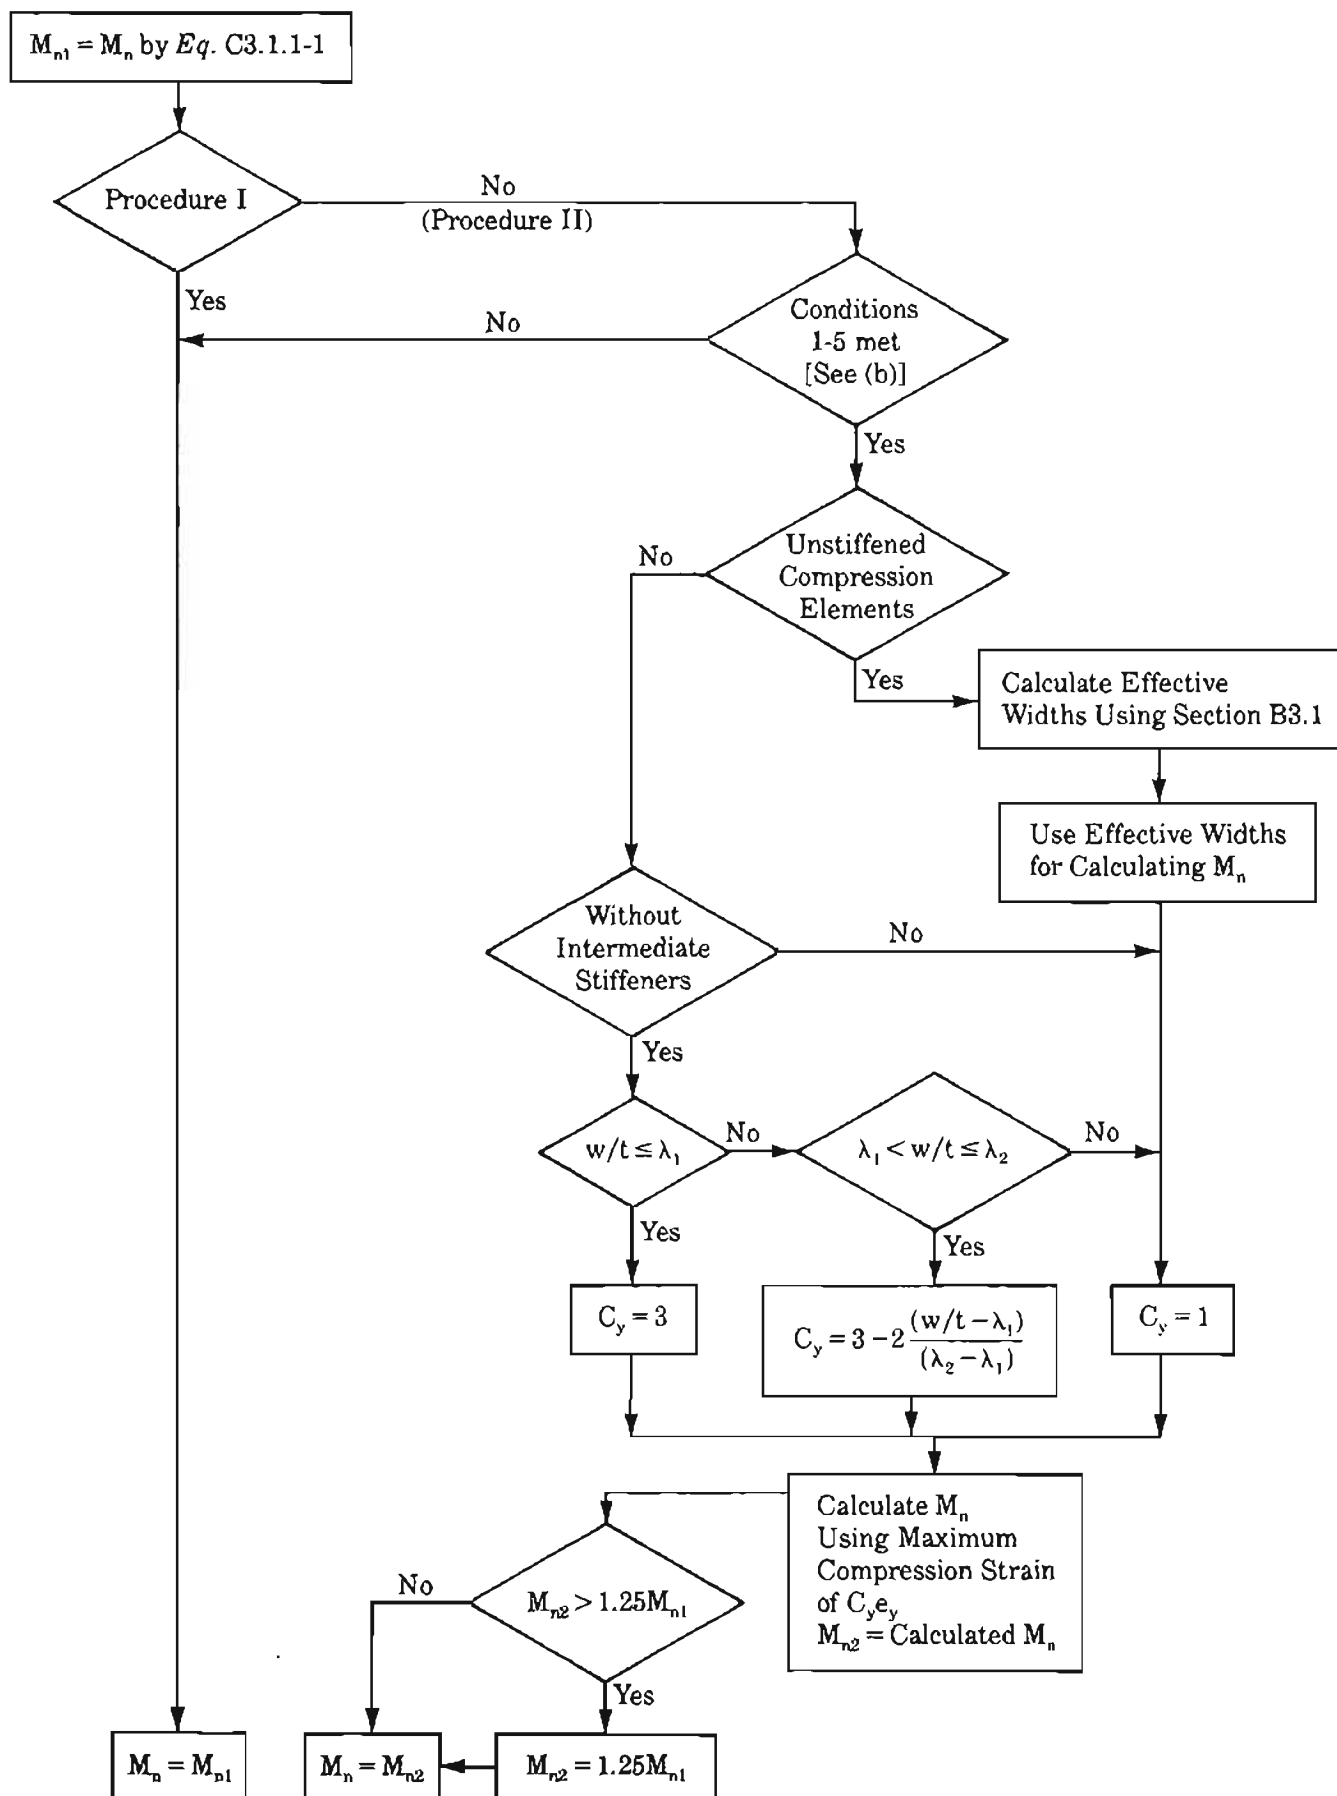 Mn1 = Mn by Eq. C3.1.1-1
Procedure I
No
(Procedure II)
Yes
Conditions
1-5 met
[See (b)]
No
Yes
Unstiffened
Compression
Elements
No
Yes
Calculate Effective
Widths Using Section B3.1
Use Effective Widths
for Calculating Mn
Without
Intermediate
Stiffeners
No
Yes
w/t ≤ λ1
No
λ1 < w/t ≤ λ2
No
Yes
Yes
Cy = 3
Cy = 3 − 2 (w/t − λ1)
(λ2 − λ1)
Cy = 1
Calculate Mn
Using Maximum
Compression Strain
of Cyey
Mn2 = Calculated Mn
No
Mn2 > 1.25Mn1
Yes
Mn = Mn1
Mn = Mn2
Mn2 = 1.25Mn1